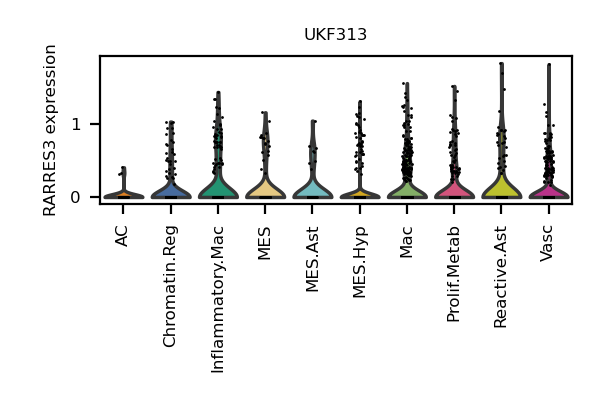 UKF313
RARRES3 expression
1
0
AC
Chromatin.Reg
Inflammatory.Mac
MES
MES.Ast
MES.Hyp
Mac
Prolif.Metab
Reactive.Ast
Vasc